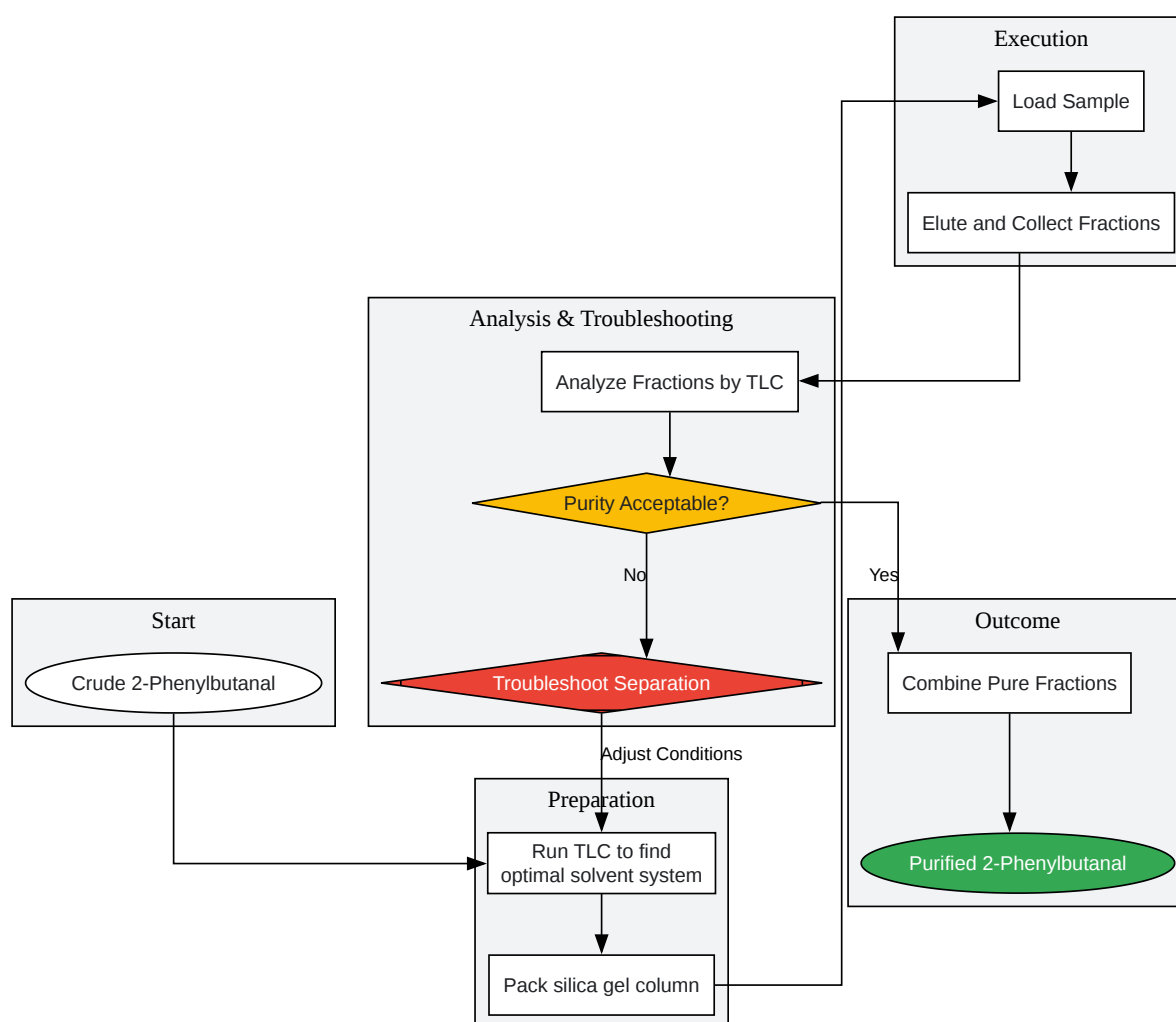 Execution
Load Sample
Elute and Collect Fractions
Analysis & Troubleshooting
Analyze Fractions by TLC
Purity Acceptable?
No
Yes
Troubleshoot Separation
Adjust Conditions
Start
Crude 2-Phenylbutanal
Preparation
Run TLC to find
optimal solvent system
Pack silica gel column
Outcome
Combine Pure Fractions
Purified 2-Phenylbutanal